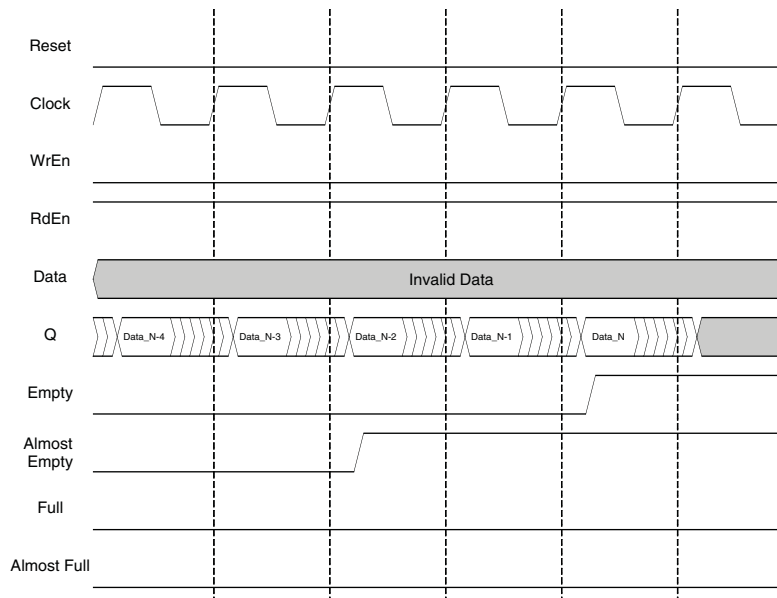 Reset
Clock
WrEn
RdEn
Data
Invalid Data
Q
Data_N-4
Data_N-3
Data_N-2
Data_N-1
Data_N
Empty
Almost
Empty
Full
Almost Full